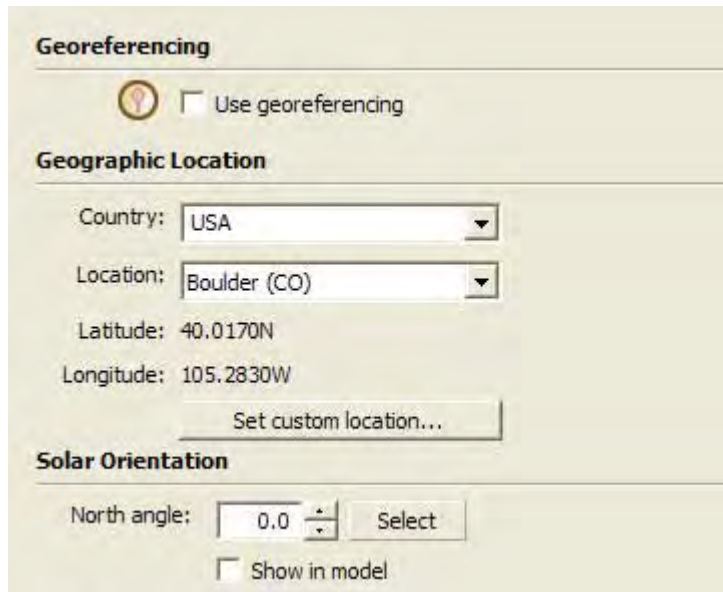 Georeferencing
Use georeferencing
Geographic Location
Country: USA
Location: Boulder (CO)
Latitude: 40.0170N
Longitude: 105.2830W
Set custom location...
Solar Orientation
North angle: 0.0 Select
Show in model